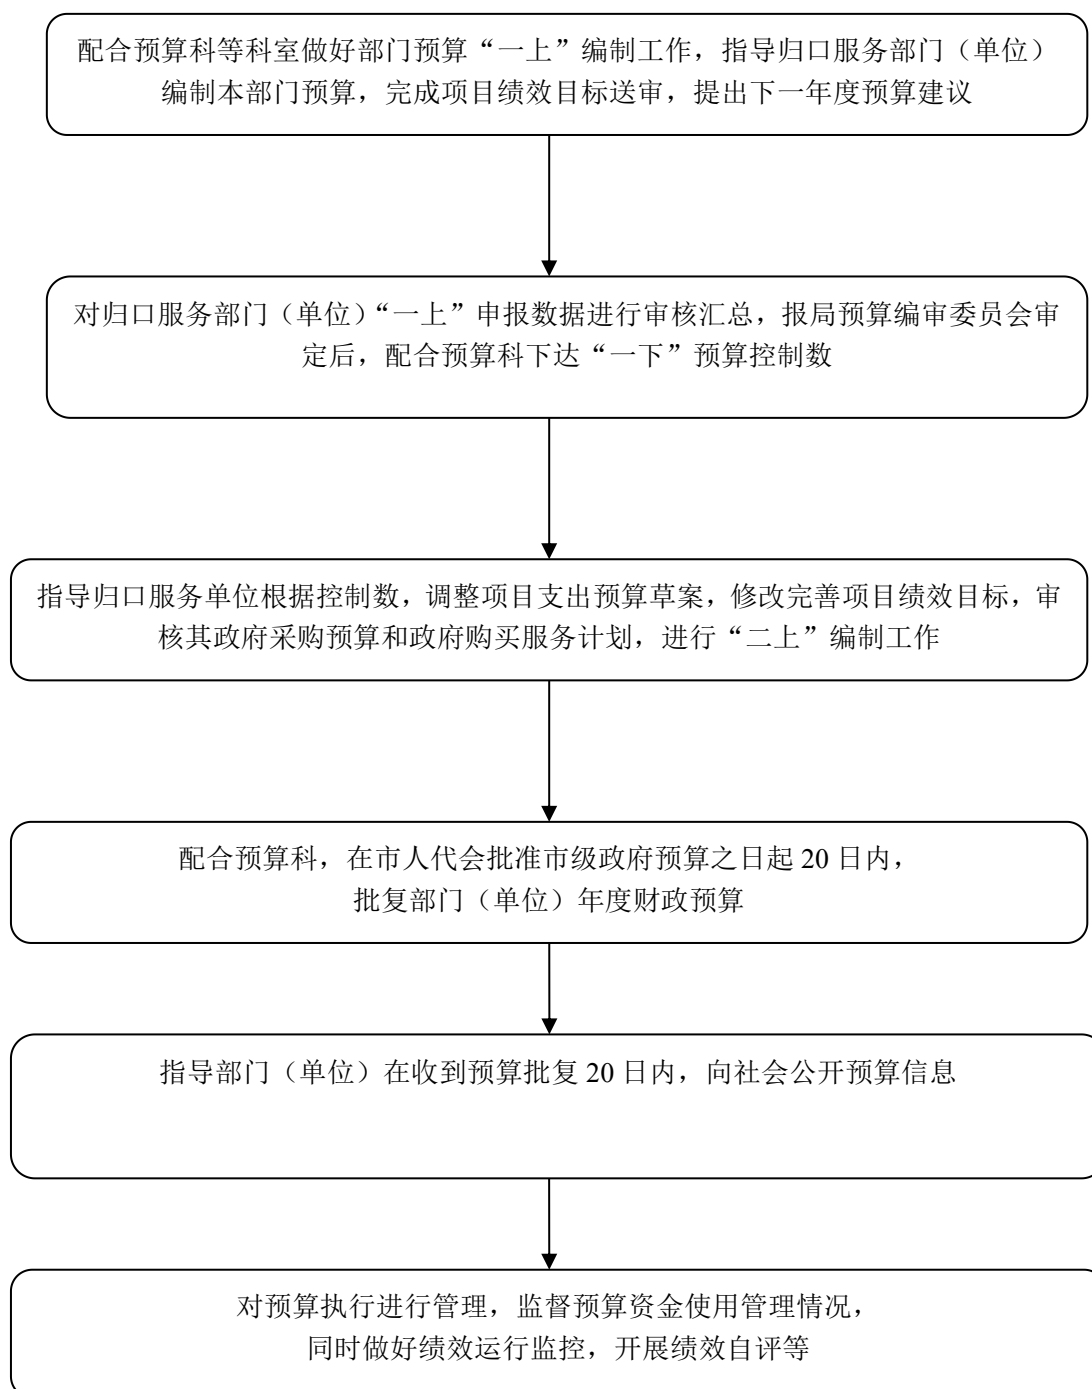 配合预算科等科室做好部门预算“一上”编制工作，指导归口服务部门（单位）
编制本部门预算，完成项目绩效目标送审，提出下一年度预算建议
对归口服务部门（单位）“一上”申报数据进行审核汇总，报局预算编审委员会审
定后，配合预算科下达“一下”预算控制数
指导归口服务单位根据控制数，调整项目支出预算草案，修改完善项目绩效目标，审
核其政府采购预算和政府购买服务计划，进行“二上”编制工作
配合预算科，在市人代会批准市级政府预算之日起 20 日内，
批复部门（单位）年度财政预算
指导部门（单位）在收到预算批复 20 日内，向社会公开预算信息
对预算执行进行管理，监督预算资金使用管理情况，
同时做好绩效运行监控，开展绩效自评等